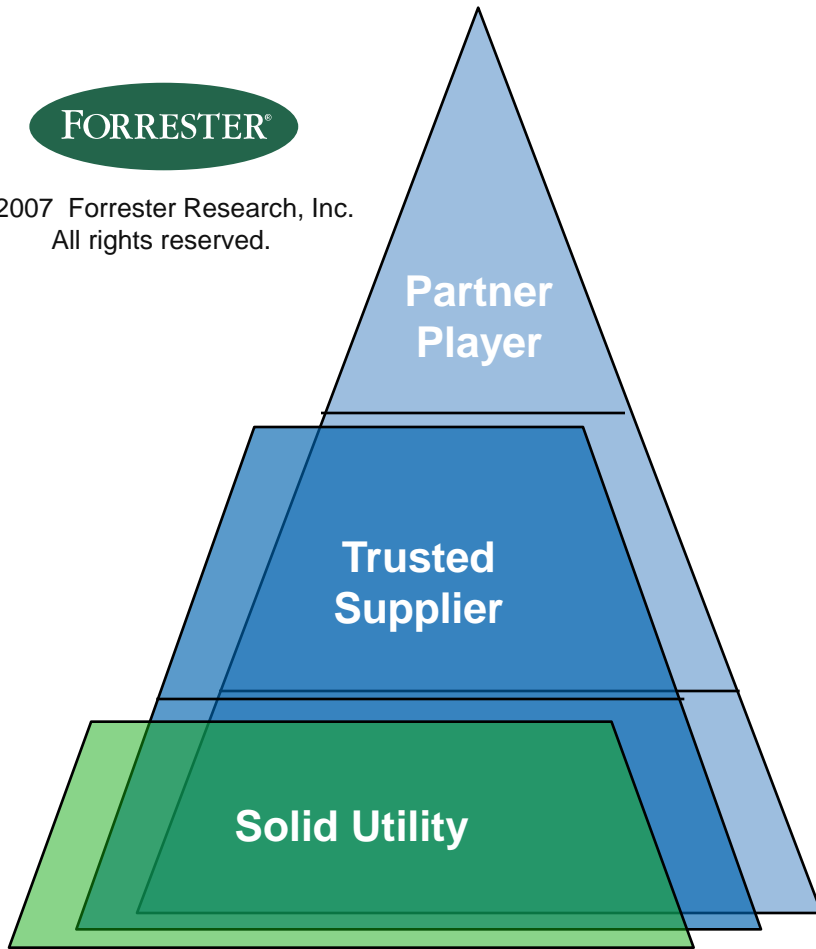 FORRESTER®
2007 Forrester Research, Inc.
All rights reserved.
Partner
Player
Trusted
Supplier
Solid Utility